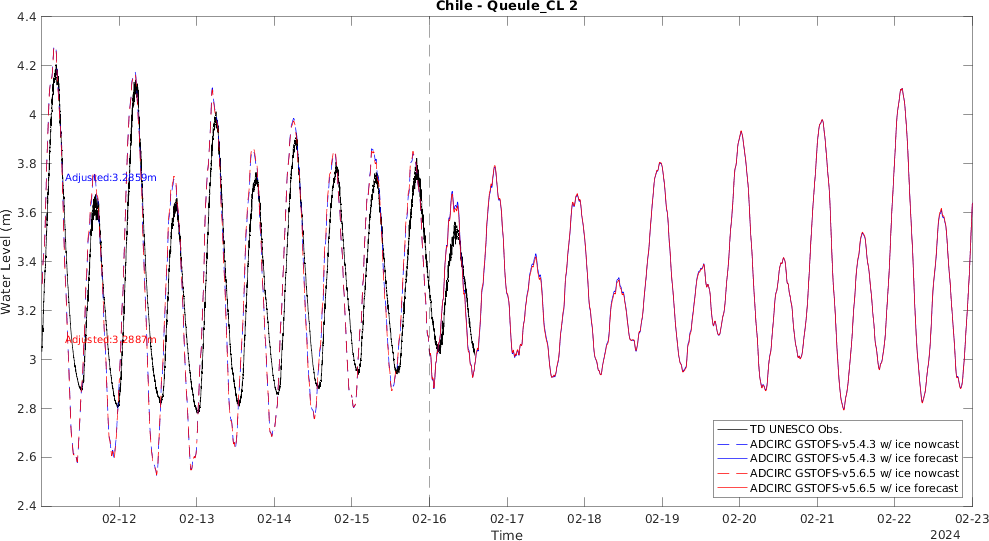 Chile - Queule_CL 2
4.4
4.2
4
3.8
3.6
3.4
3.2
3
2.8
2.6
2.4
Water Level (m)
Adjusted:3.2859m
Adjusted:3.2887m
TD UNESCO Obs.
ADCIRC GSTOFS-v5.4.3 w/ ice nowcast
ADCIRC GSTOFS-v5.4.3 w/ ice forecast
ADCIRC GSTOFS-v5.6.5 w/ ice nowcast
ADCIRC GSTOFS-v5.6.5 w/ ice forecast
02-12 02-13 02-14 02-15 02-16 02-17 02-18 02-19 02-20 02-21 02-22 02-23
Time
2024